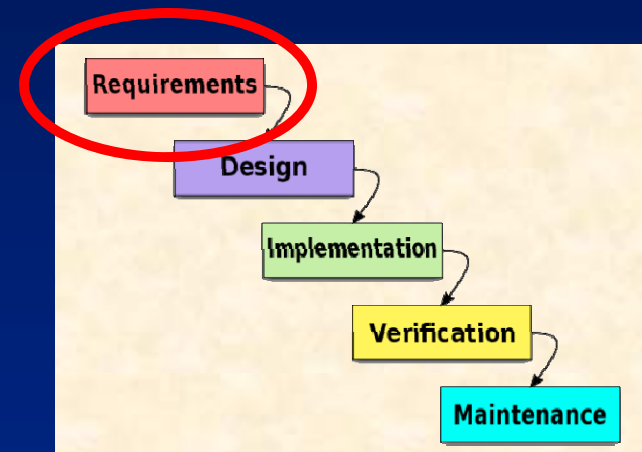 Requirements
Design
Implementation
Verification
Maintenance